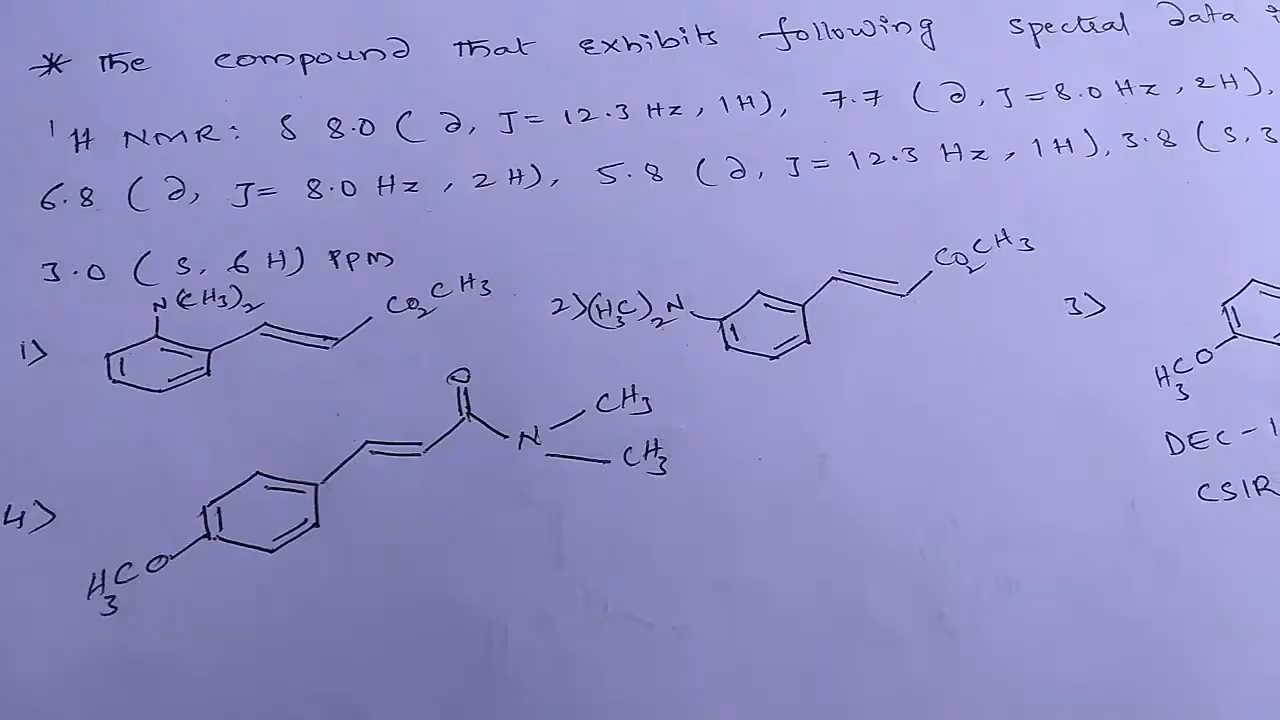 * The compound that exhibits following spectral data
¹H NMR: δ 8.0 (d, J= 12.3 Hz, 1H), 7.7 (d, J=8.0 Hz, 2H),
6.8 (d, J= 8.0 Hz, 2H), 5.8 (d, J= 12.3 Hz, 1H), 3.8 (s, 3
3.0 (s, 6H) ppm
1) N(CH3)2 CO2CH3
2) (H3C)2N CO2CH3
3) H3CO
DEC-1
CSIR
4) H3CO O N CH3 CH3